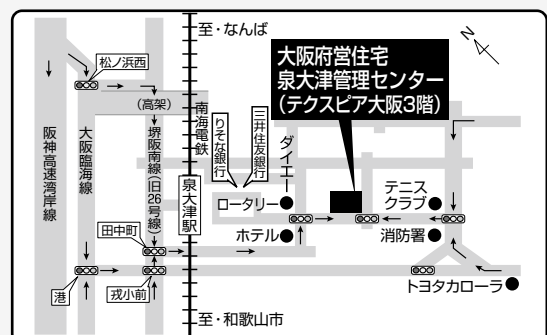 至・なんば
N
松ノ浜西
大阪府営住宅
泉大津管理センター
(テクスピア大阪3階)
(高架)
阪神高速湾岸線
大阪臨海線
堺阪南線(旧26号線)
南海電鉄
泉大津駅
りそな銀行
三井住友銀行
ダイエー
ロータリー
テニス
クラブ
田中町
ホテル
消防署
港
戎小前
トヨタカローラ
至・和歌山市